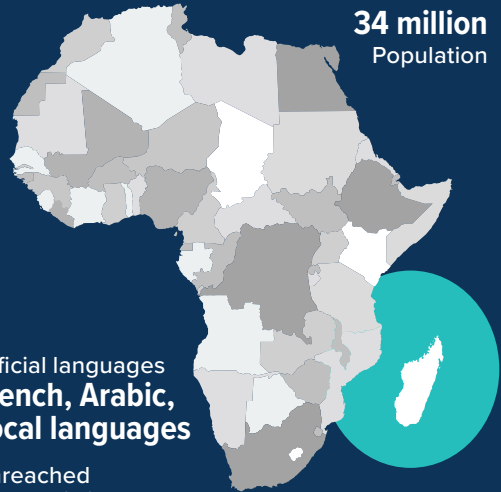 34 million
Population
ficial languages
ench, Arabic,
ocal languages
reached